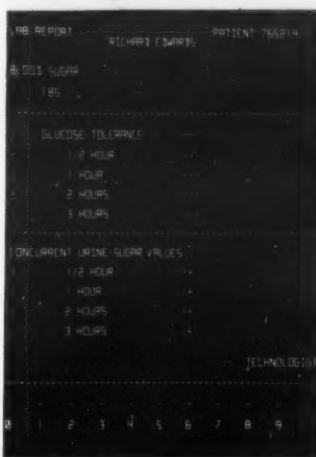 LAB REPORT PATIENT 765214
RICHARD EDWARDS
BLOOD SUGAR
FBS
GLUCOSE TOLERANCE
1/2 HOUR
1 HOUR
2 HOURS
3 HOURS
CONCURRENT URINE-SUGAR VALUES
1/2 HOUR
1 HOUR
2 HOURS
3 HOURS
TECHNOLOGIST
0 1 2 3 4 5 6 7 8 9